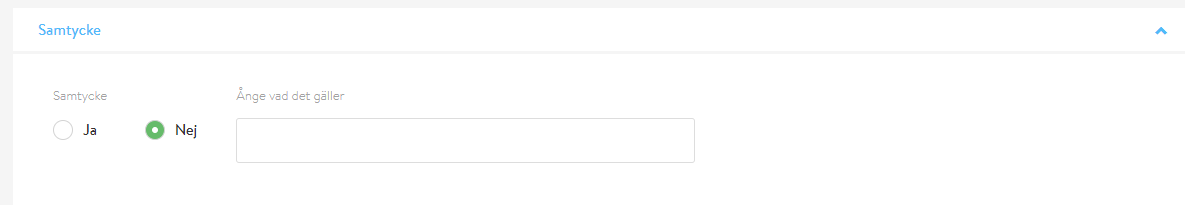 Samtycke
Samtycke
Ånge vad det gäller
Ja
Nej